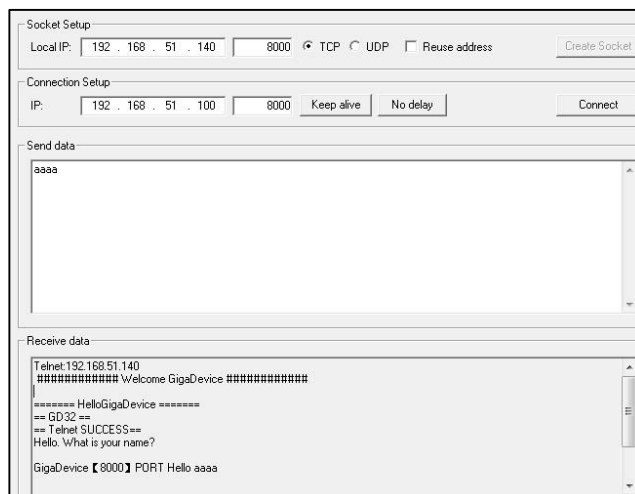 Socket Setup
Local IP: 192 . 168 . 51 . 140 8000 TCP UDP Reuse address Create Socket
Connection Setup
IP: 192 . 168 . 51 . 100 8000 Keep alive No delay Connect
Send data
aaaa
Receive data
Telnet:192.168.51.140
############ Welcome GigaDevice ############
======= HelloGigaDevice =======
== GD32 ==
== Telnet SUCCESS==
Hello. What is your name?
GigaDevice【8000】PORT Hello aaaa